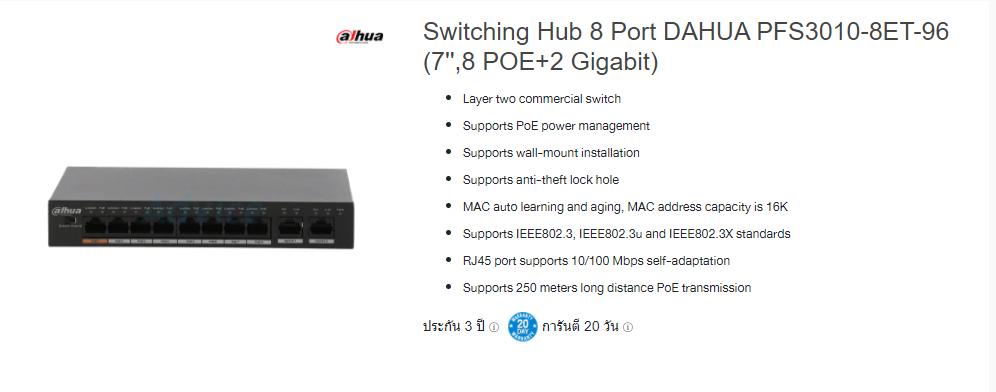 alhua
Switching Hub 8 Port DAHUA PFS3010-8ET-96
(7",8 POE+2 Gigabit)
Layer two commercial switch
Supports PoE power management
Supports wall-mount installation
Supports anti-theft lock hole
MAC auto learning and aging, MAC address capacity is 16K
Supports IEEE802.3, IEEE802.3u and IEEE802.3X standards
RJ45 port supports 10/100 Mbps self-adaptation
Supports 250 meters long distance PoE transmission
alhua
ประกัน 3 ปี
WARRANTY
20
DAY
WARRANTY
การันตี 20 วัน